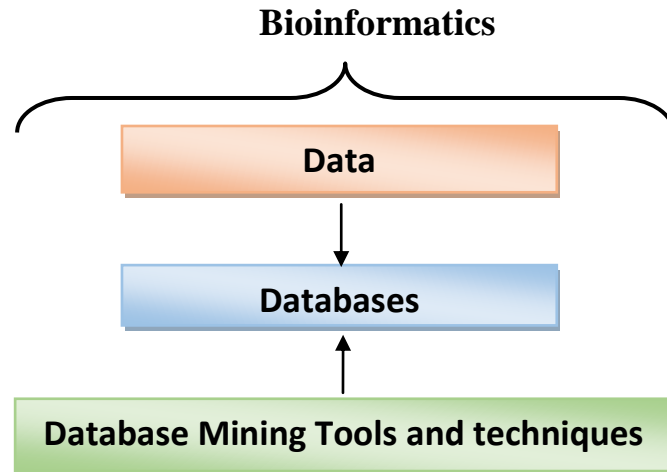 Bioinformatics
Data
Databases
Database Mining Tools and techniques